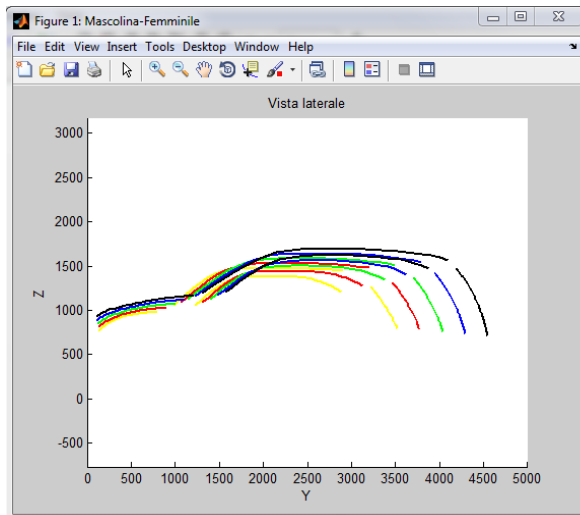 Figure 1: Mascolina-Femminile
File Edit View Insert Tools Desktop Window Help
Vista laterale
3000
2500
2000
1500
1000
500
0
-500
Z
0 500 1000 1500 2000 2500 3000 3500 4000 4500 5000
Y